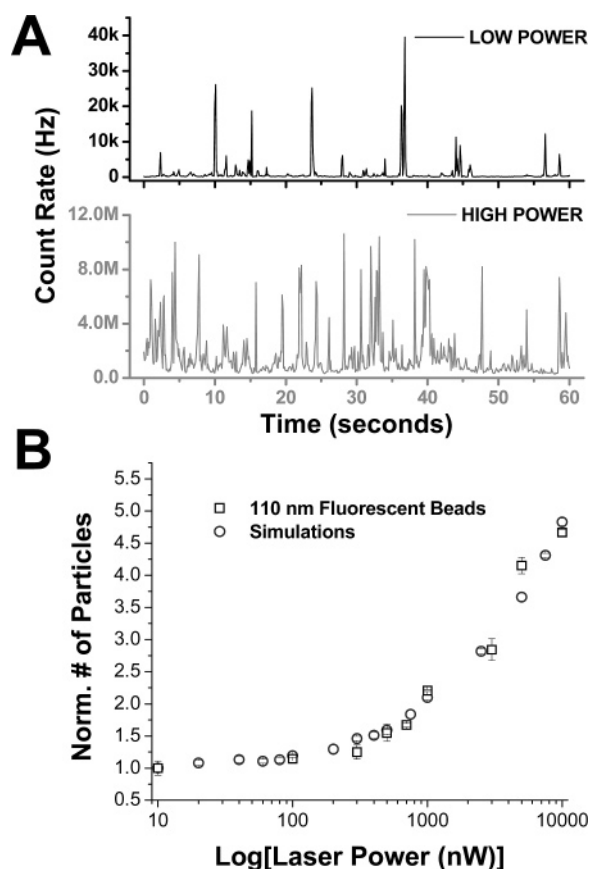 A
LOW POWER
40k
30k
20k
10k
0
Count Rate (Hz)
HIGH POWER
12.0M
8.0M
4.0M
0.0
0 10 20 30 40 50 60
Time (seconds)
B
5.5
5.0
4.5
4.0
3.5
3.0
2.5
2.0
1.5
1.0
0.5
Norm. # of Particles
110 nm Fluorescent Beads
Simulations
10 100 1000 10000
Log[Laser Power (nW)]